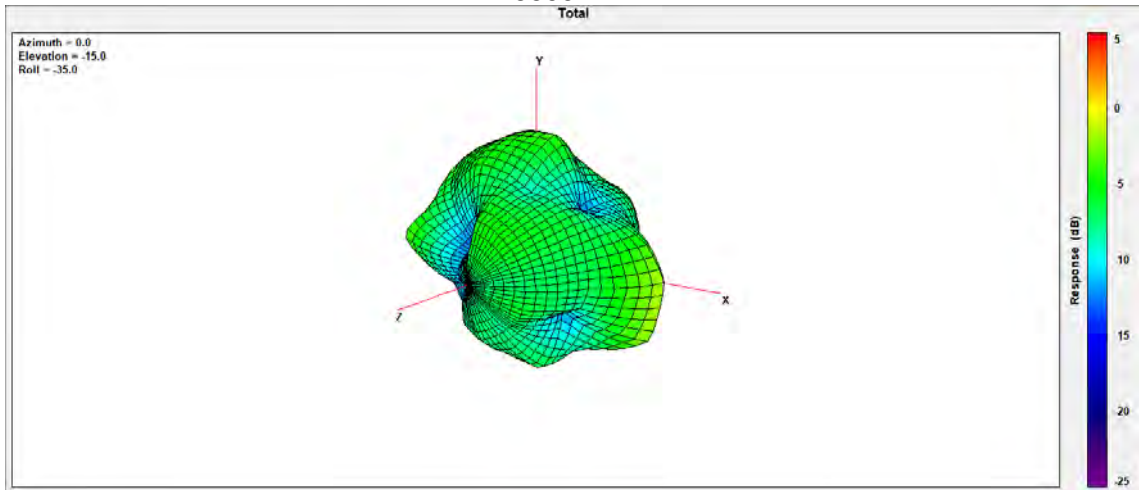 Total
Azimuth = 0.0
Elevation = -15.0
Roll = -35.0
Y
X
Z
5
0
5
10
15
-20
-25
Response (dB)